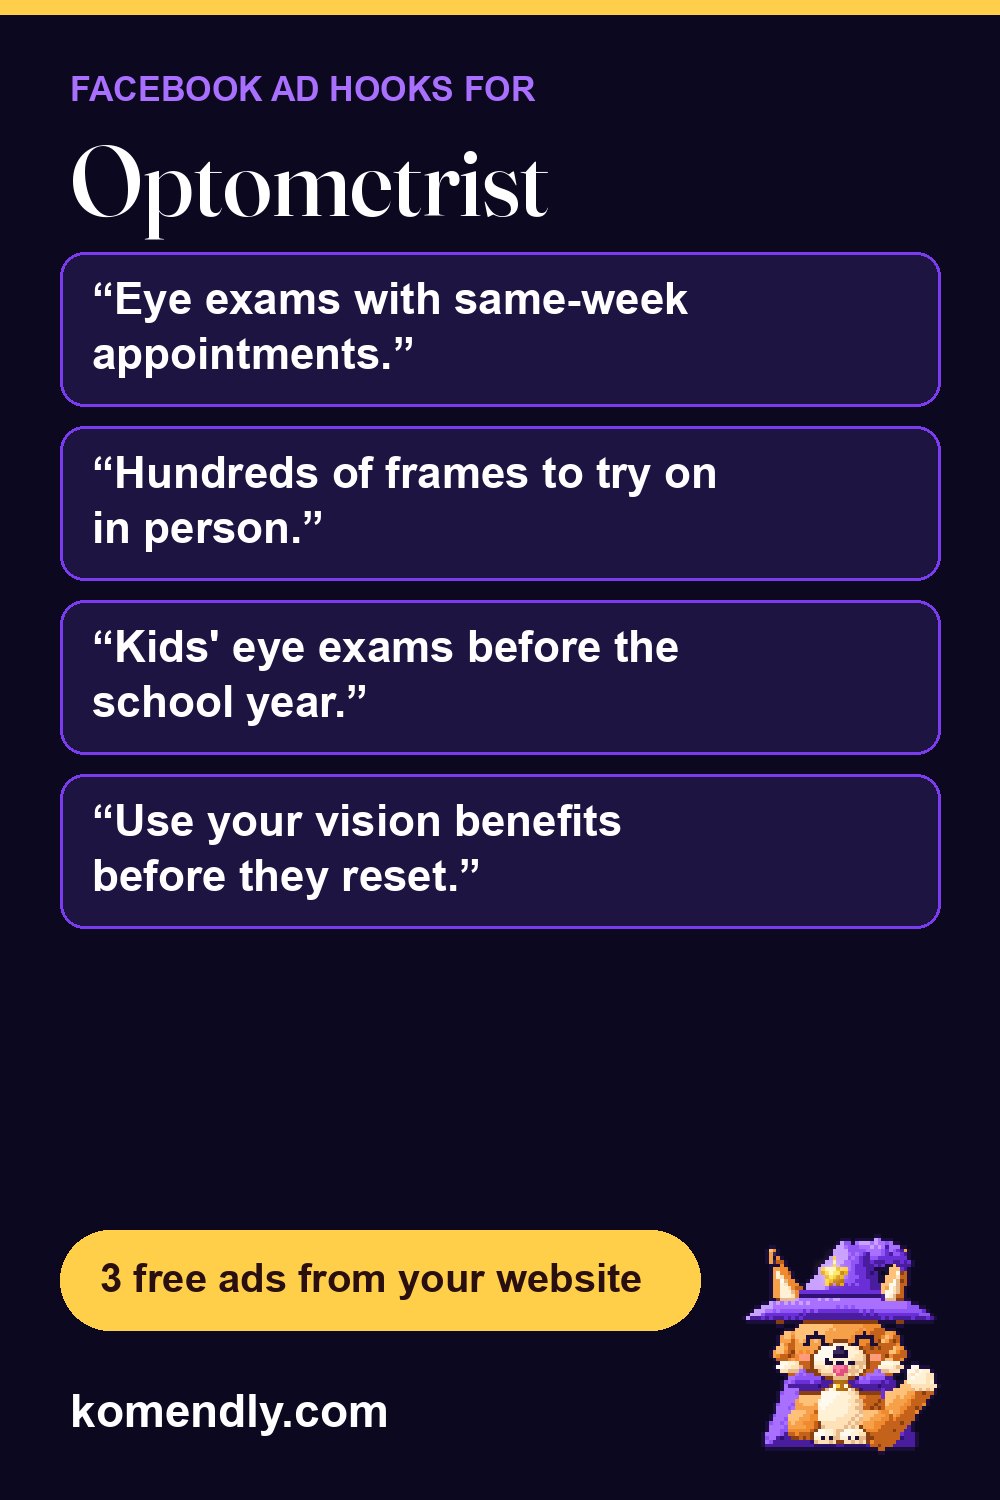 FACEBOOK AD HOOKS FOR
Optometrist
“Eye exams with same-week
appointments.”
“Hundreds of frames to try on
in person.”
“Kids' eye exams before the
school year.”
“Use your vision benefits
before they reset.”
3 free ads from your website
komendly.com